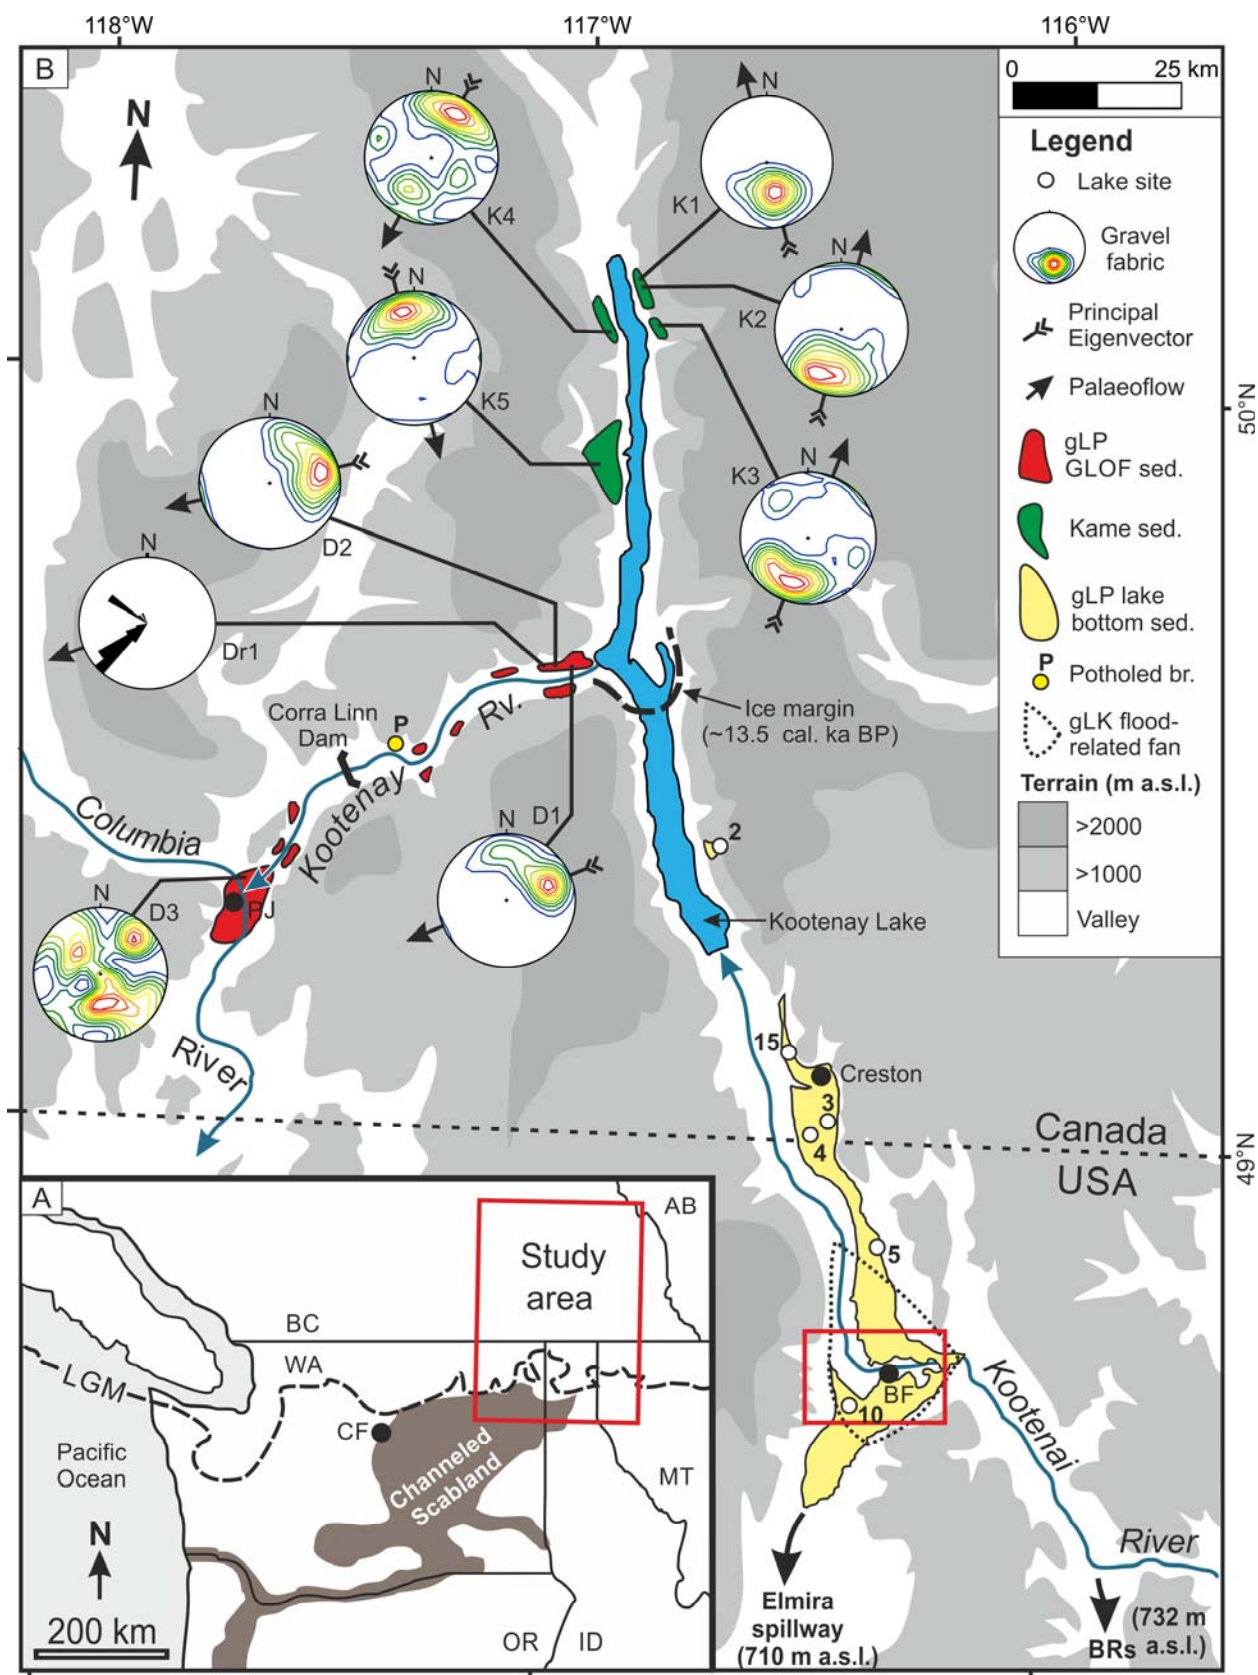 118°W
117°W
116°W
B
N
0
25 km
Legend
Lake site
Gravel
fabric
Principal
Eigenvector
Palaeoflow
gLP
GLOF sed.
Kame sed.
gLP lake
bottom sed.
P
Potholed br.
gLK flood-
related fan
Terrain (m a.s.l.)
>2000
>1000
Valley
N
K4
N
K1
N
K2
N
K5
N
K3
N
D2
N
Dr1
50°N
Ice margin
(~13.5 cal. ka BP)
Corra Linn
Dam
P
Kootenay
Rv.
Columbia
River
N
D1
N
D3
PJ
2
Kootenay Lake
15
Creston
3
4
Canada
USA
49°N
5
BF
10
Kootenai
River
Elmira
spillway
(710 m a.s.l.)
BRs
(732 m
a.s.l.)
A
AB
Study
area
BC
WA
LGM
CF
Channeled
Scabland
Pacific
Ocean
MT
N
200 km
OR
ID